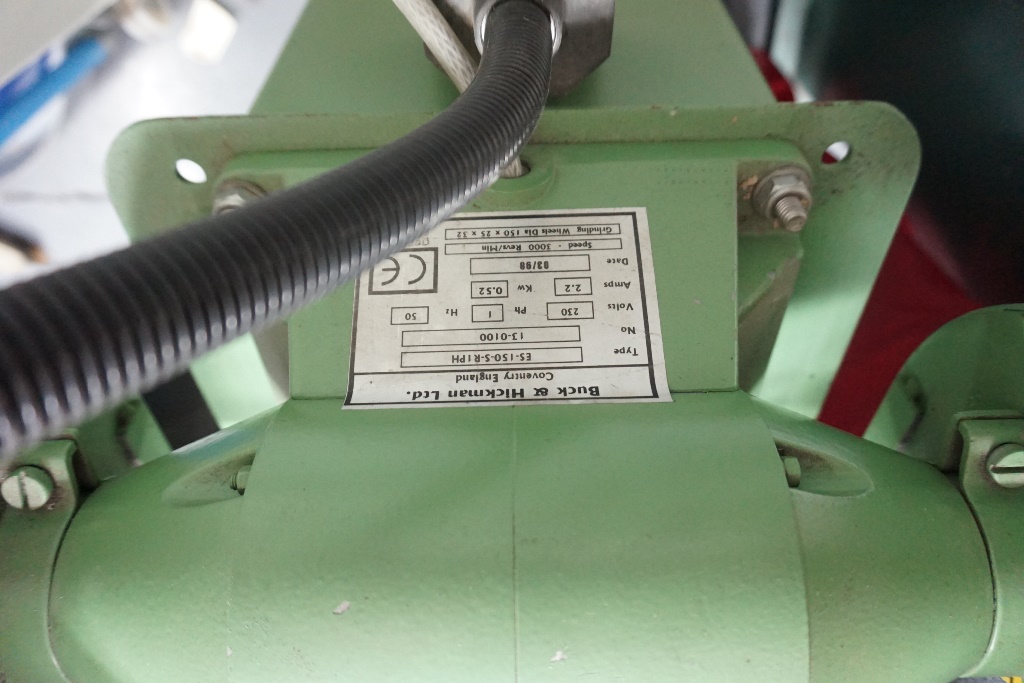 Buck & Hickman Ltd.
Coventry England
Type ES-150-S-R1PH
No 13-0100
Volts 230 Ph 1 Hz 50
Amps 2.2 Kw 0.52
Date 03/98 CE
Speed - 3000 Revs/Min
Grinding Wheels Dia 150 x 25 x 32